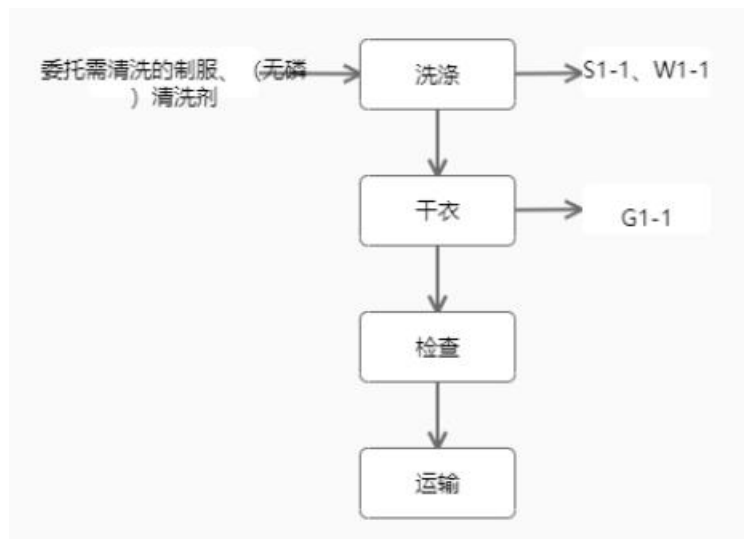 委托需清洗的制服、（无磷
）清洗剂
洗涤
S1-1、W1-1
干衣
G1-1
检查
运输